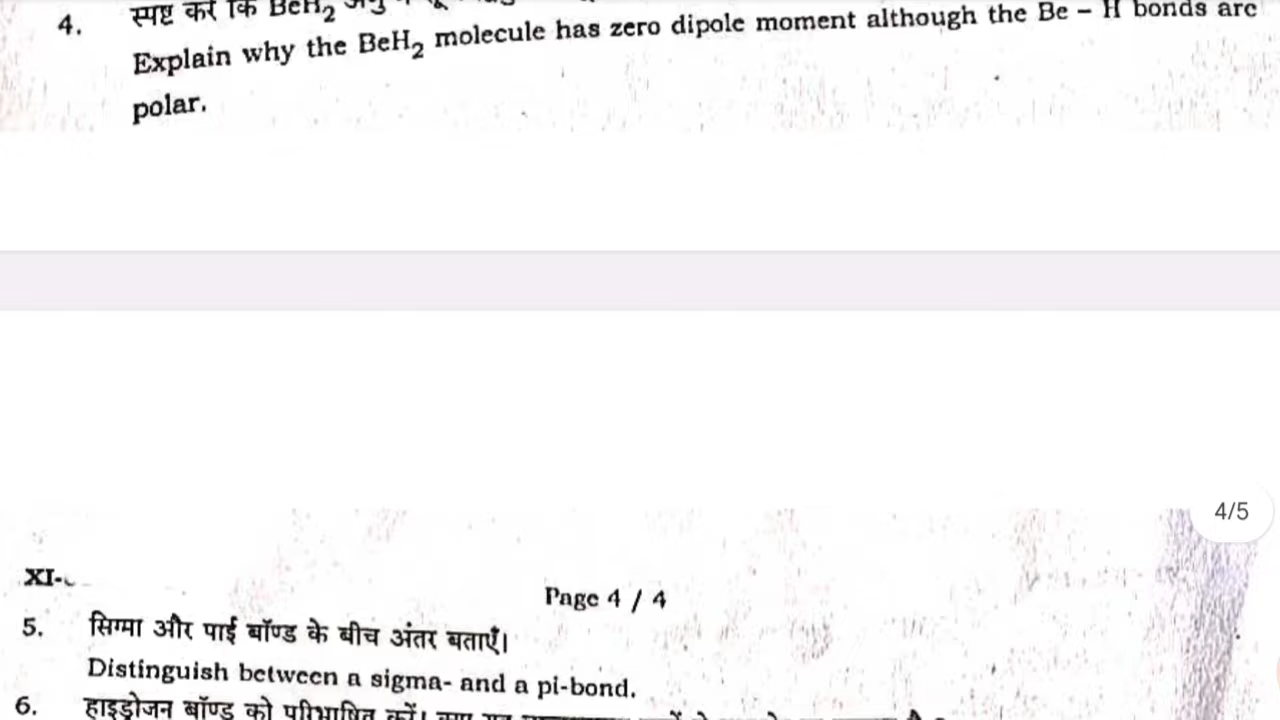 4. स्पष्ट करें कि BeH₂
Explain why the BeH₂ molecule has zero dipole moment although the Be – H bonds are
polar.
4/5
XI-
Page 4 / 4
5. सिग्मा और पाई बॉण्ड के बीच अंतर बताएँ।
Distinguish between a sigma- and a pi-bond.
6. हाइड्रोजन बॉण्ड को परिभाषित करें।